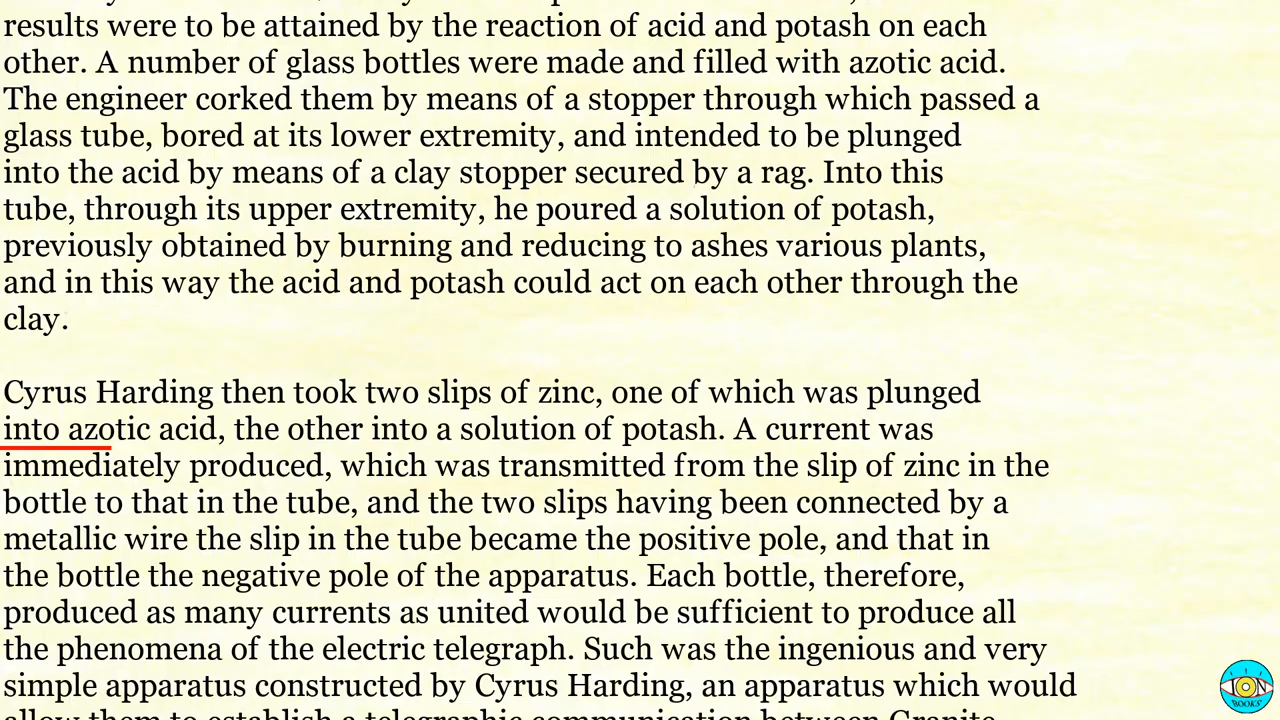 results were to be attained by the reaction of acid and potash on each
other. A number of glass bottles were made and filled with azotic acid.
The engineer corked them by means of a stopper through which passed a
glass tube, bored at its lower extremity, and intended to be plunged
into the acid by means of a clay stopper secured by a rag. Into this
tube, through its upper extremity, he poured a solution of potash,
previously obtained by burning and reducing to ashes various plants,
and in this way the acid and potash could act on each other through the
clay.
Cyrus Harding then took two slips of zinc, one of which was plunged
into azotic acid, the other into a solution of potash. A current was
immediately produced, which was transmitted from the slip of zinc in the
bottle to that in the tube, and the two slips having been connected by a
metallic wire the slip in the tube became the positive pole, and that in
the bottle the negative pole of the apparatus. Each bottle, therefore,
produced as many currents as united would be sufficient to produce all
the phenomena of the electric telegraph. Such was the ingenious and very
simple apparatus constructed by Cyrus Harding, an apparatus which would
allow them to establish a telegraphic communication between Granite
ION
BOOKS